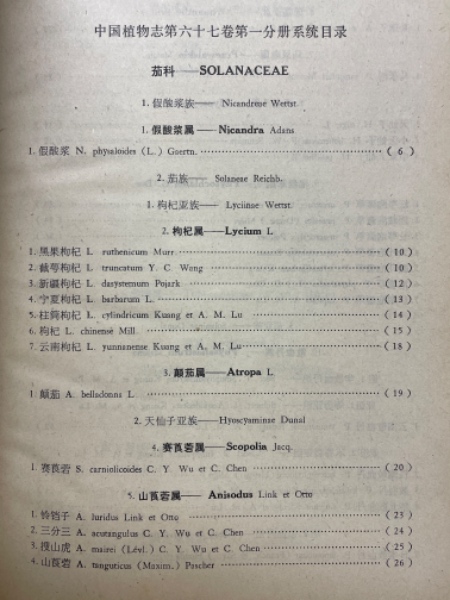 中国植物志第六十七卷第一分册系统目录
茄科——SOLANACEAE
1. 假酸浆族—— Nicandreae Wettst.
1. 假酸浆属——Nicandra Adans
1. 假酸浆 N. physaloides (L.) Gaertn. ……………………………… ( 6 )
2. 茄族—— Solaneae Reichb.
1. 枸杞亚族—— Lyciinae Wettst.
2. 枸杞属——Lycium L
1. 黑果枸杞 L. ruthenicum Murr. ……………………………… ( 10 )
2. 截萼枸杞 L. truncatum Y. C. Wang ……………………………… ( 10 )
3. 新疆枸杞 L. dasystemum Pojark ……………………………… ( 12 )
4. 宁夏枸杞 L. barbarum L. ……………………………… ( 13 )
5. 柱筒枸杞 L. cylindricum Kuang et A. M. Lu ……………………………… ( 14 )
6. 枸杞 L. chinense Mill ……………………………… ( 15 )
7. 云南枸杞 L. yunnanense Kuang et A. M. Lu ……………………………… ( 18 )
3. 颠茄属——Atropa L
1. 颠茄 A. belladonna L ……………………………… ( 19 )
2. 天仙子亚族——Hyoscyaminae Dunal
4. 赛莨菪属——Scopolia Jacq.
1. 赛莨菪 S. carniolicoides C. Y. Wu et C. Chen ……………………………… ( 20 )
5. 山莨菪属—— Anisodus Link et Otto
1. 铃铛子 A. luridus Link et Otto ……………………………… ( 23 )
2. 三分三 A. acutangulus C. Y. Wu et C. Chen ……………………………… ( 24 )
3. 搜山虎 A. mairei (Lévl.) C. Y. Wu et C. Chen ……………………………… ( 25 )
4. 山莨菪 A. tanguticus (Maxim.) Pascher ……………………………… ( 26 )